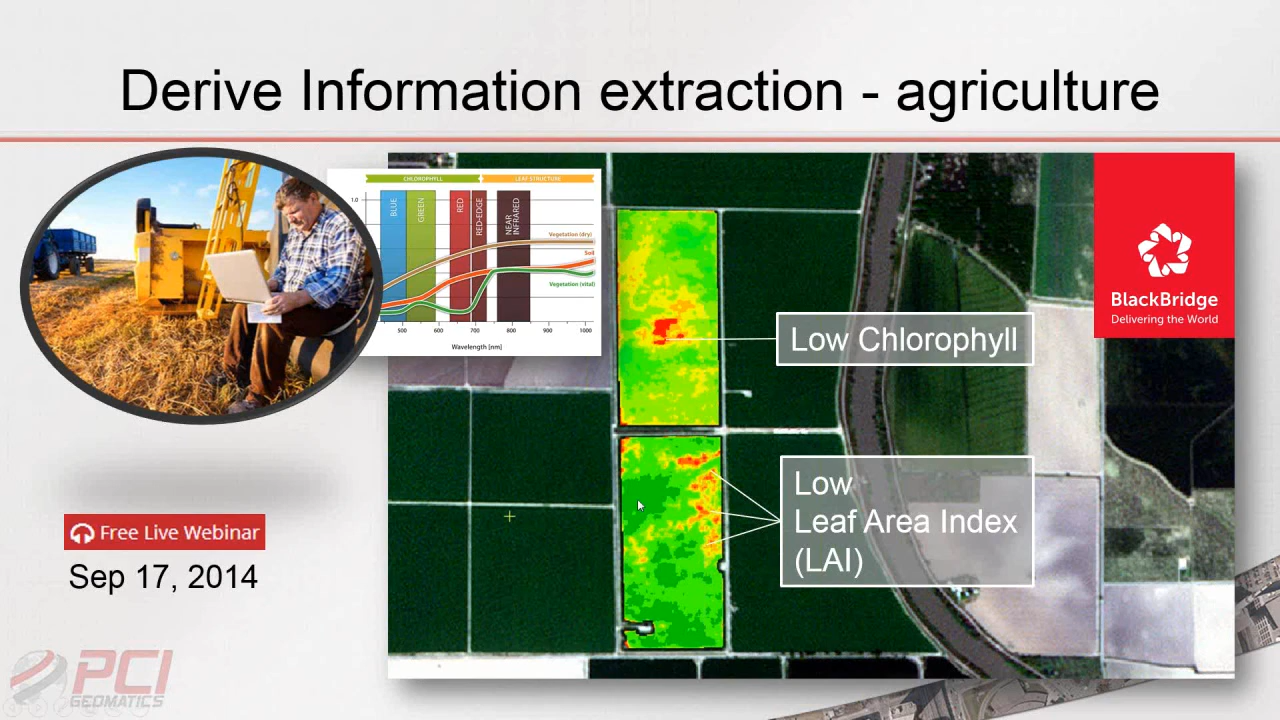 Derive Information extraction - agriculture
CHLOROPHYLL
LEAF STRUCTURE
1.0
BLUE
GREEN
RED
RED-EDGE
NEAR
INFRARED
Vegetation (dry)
Soil
Vegetation (vital)
500 600 700 800 900 1000
Wavelength [nm]
BlackBridge
Delivering the World
Low Chlorophyll
Low
Leaf Area Index
(LAI)
Free Live Webinar
Sep 17, 2014
PCI
GEOMATICS